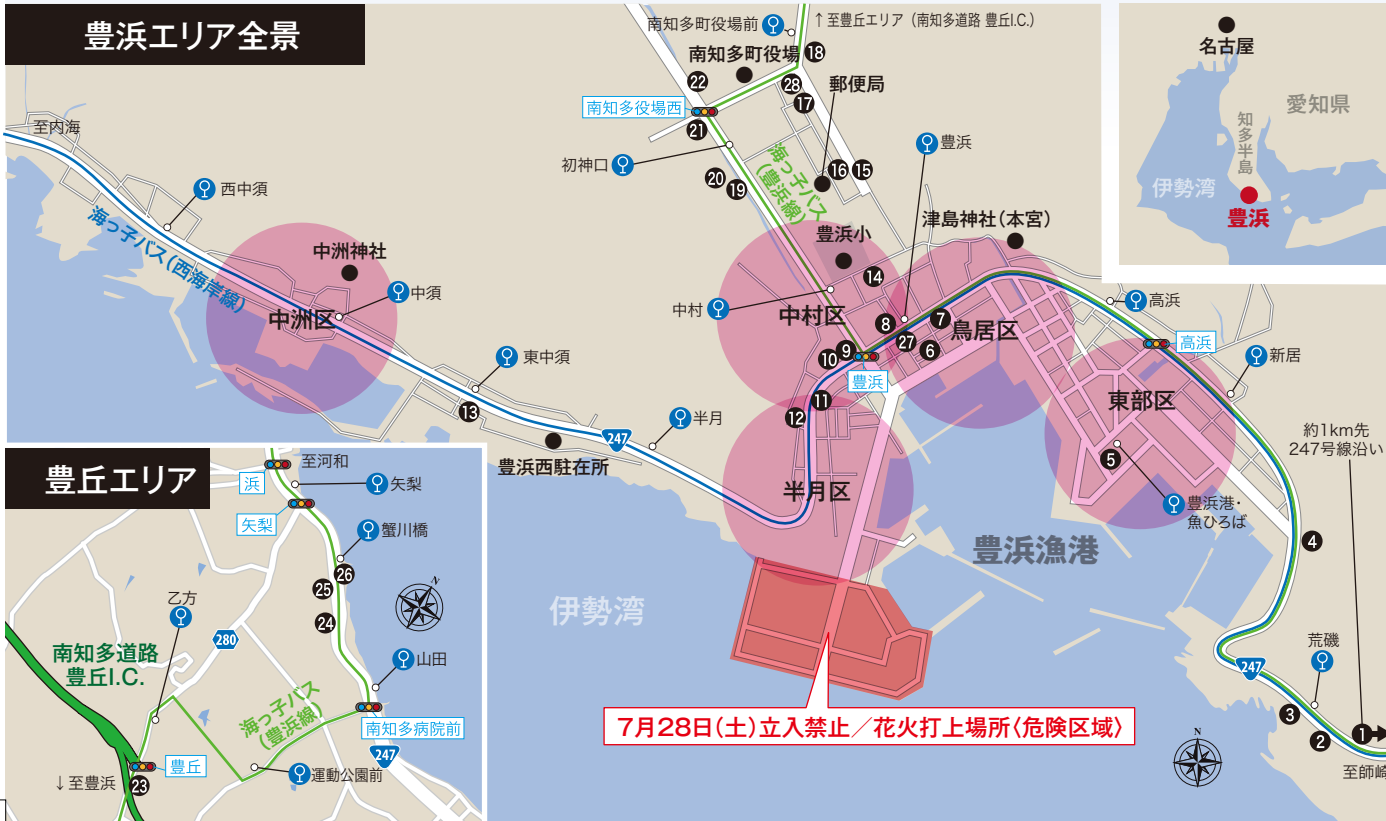 豊浜エリア全景
南知多町役場前
↑至豊丘エリア（南知多道路 豊丘I.C.）
南知多町役場
18
22
28
郵便局
17
南知多役場西
21
初神口
20
19
海っ子バス
（豊浜線）
16
15
豊浜
至内海
西中須
海っ子バス（西海岸線）
中洲神社
中須
中洲区
東中須
13
豊浜西駐在所
247
半月
豊浜小
14
津島神社（本宮）
中村
中村区
8
7
27
6
鳥居区
10
9
豊浜
11
12
半月区
高浜
高浜
新居
東部区
5
豊浜港・
魚ひろば
約1km先
247号線沿い
4
豊浜漁港
伊勢湾
荒磯
247
3
2
1
至師崎
N
7月28日(土)立入禁止／花火打上場所〈危険区域〉
名古屋
愛知県
知多半島
伊勢湾
豊浜
豊丘エリア
至河和
浜
矢梨
矢梨
蟹川橋
26
25
24
N
乙方
280
南知多道路
豊丘I.C.
山田
海っ子バス
（豊浜線）
南知多病院前
247
豊丘
運動公園前
↓至豊浜
23